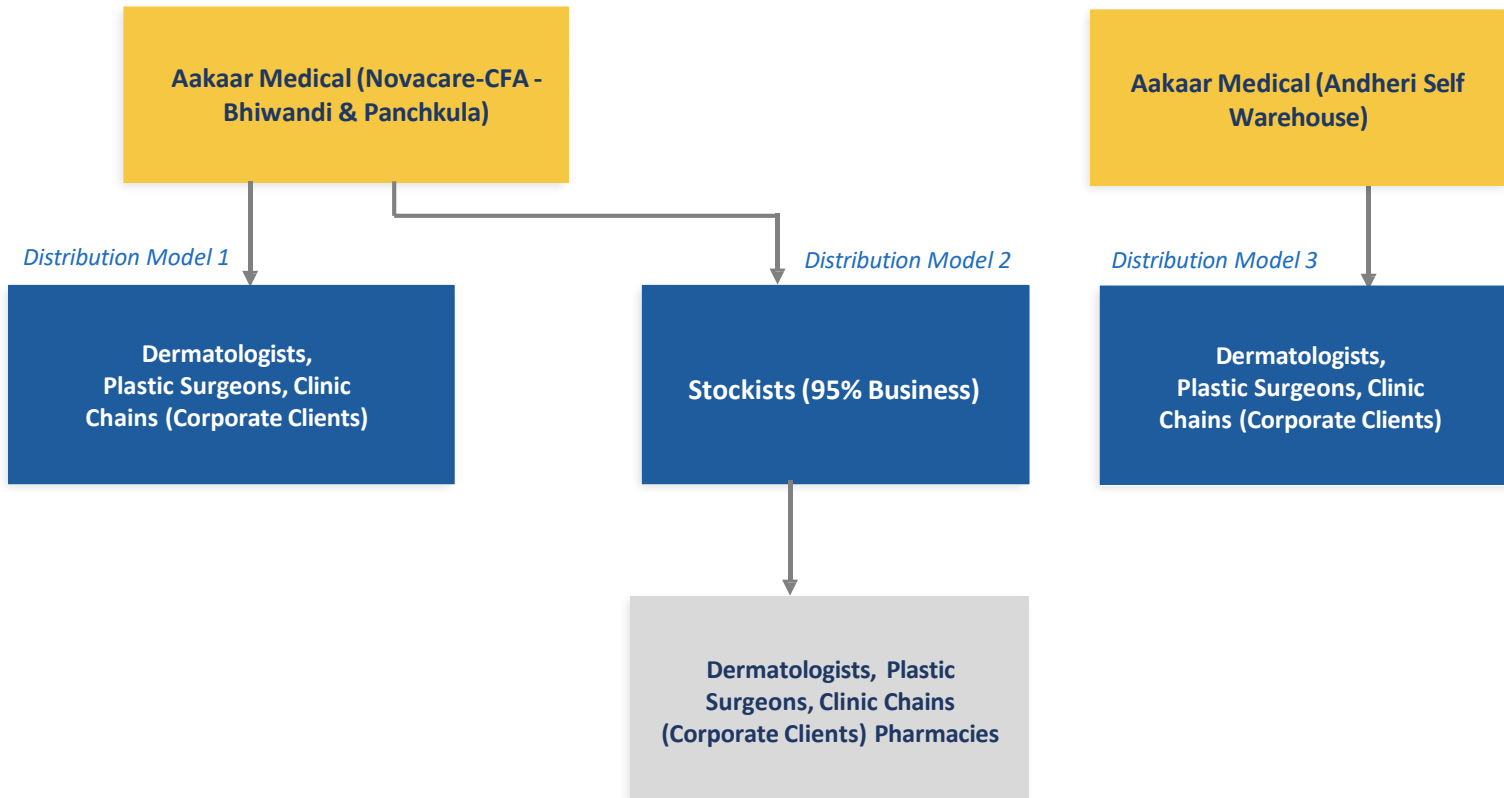 Aakaar Medical (Novacare-CFA -
Bhiwandi & Panchkula)
Aakaar Medical (Andheri Self
Warehouse)
Distribution Model 1
Distribution Model 2
Distribution Model 3
Dermatologists,
Plastic Surgeons, Clinic
Chains (Corporate Clients)
Stockists (95% Business)
Dermatologists,
Plastic Surgeons, Clinic
Chains (Corporate Clients)
Dermatologists, Plastic
Surgeons, Clinic Chains
(Corporate Clients) Pharmacies